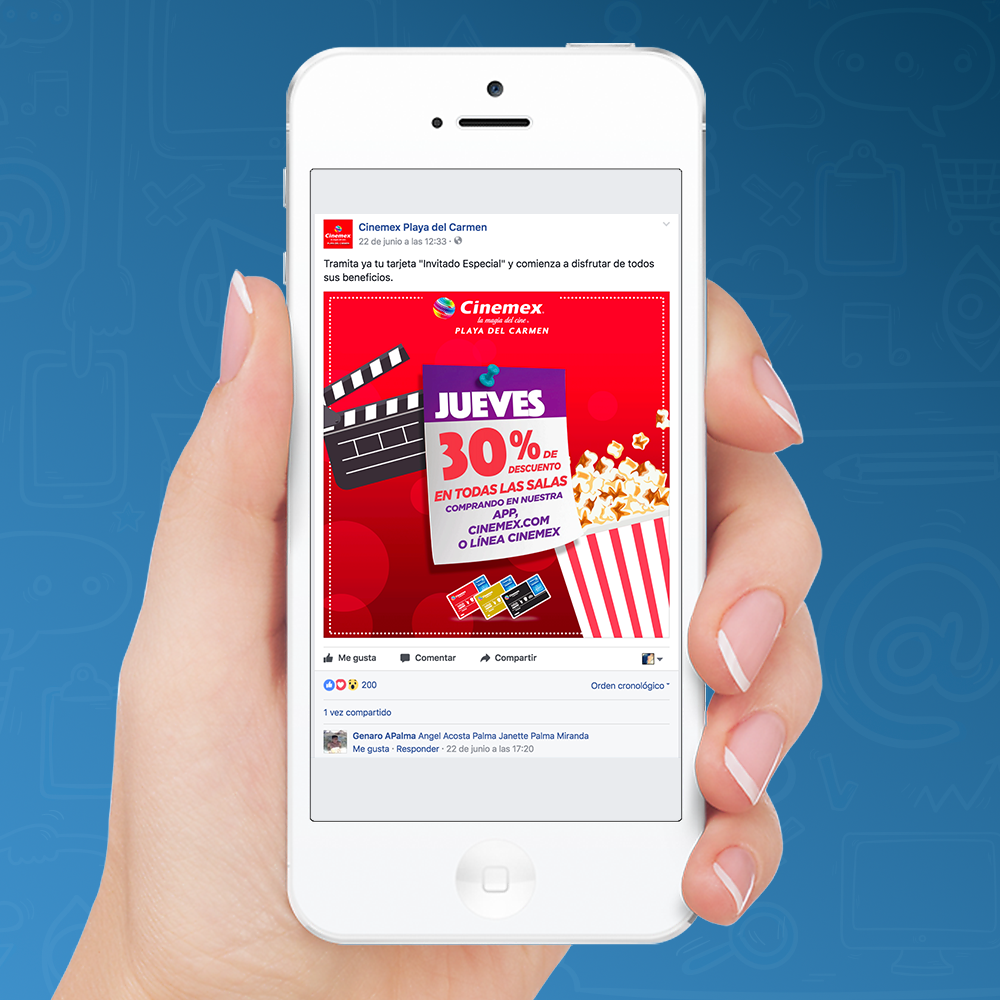 Cinemex
Cinemex Playa del Carmen
22 de junio a las 12:33 ·
Tramita ya tu tarjeta "Invitado Especial" y comienza a disfrutar de todos
sus beneficios.
Cinemex
la magia del cine
PLAYA DEL CARMEN
JUEVES
30% DE
DESCUENTO
EN TODAS LAS SALAS
COMPRANDO EN NUESTRA
APP,
CINEMEX.COM
O LÍNEA CINEMEX
Me gusta Comentar Compartir
200 Orden cronológico
1 vez compartido
Genaro APalma Angel Acosta Palma Janette Palma Miranda
Me gusta · Responder · 22 de junio a las 17:20